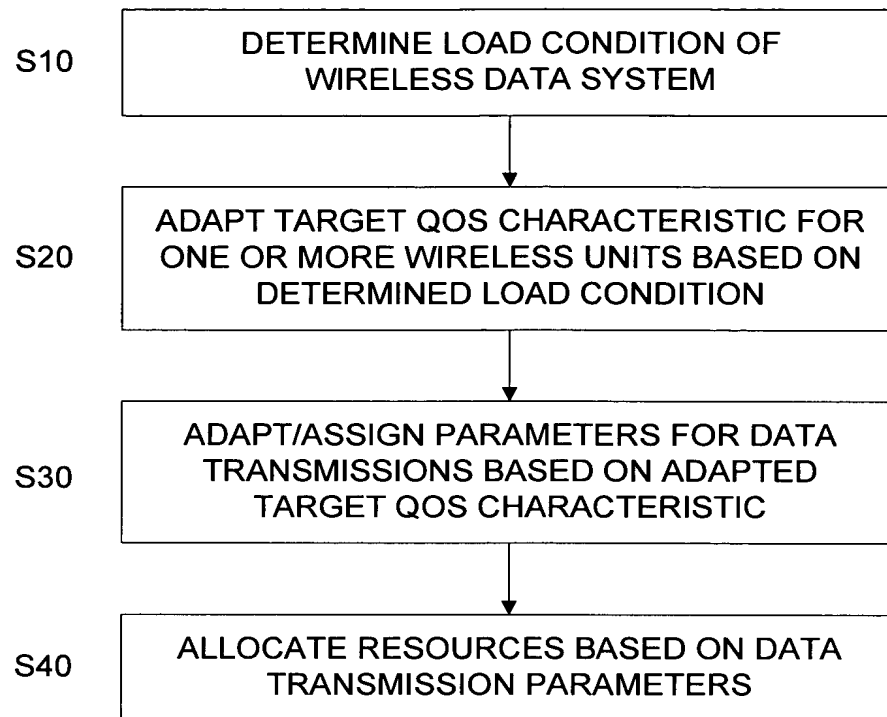 S10
DETERMINE LOAD CONDITION OF
WIRELESS DATA SYSTEM
S20
ADAPT TARGET QOS CHARACTERISTIC FOR
ONE OR MORE WIRELESS UNITS BASED ON
DETERMINED LOAD CONDITION
S30
ADAPT/ASSIGN PARAMETERS FOR DATA
TRANSMISSIONS BASED ON ADAPTED
TARGET QOS CHARACTERISTIC
S40
ALLOCATE RESOURCES BASED ON DATA
TRANSMISSION PARAMETERS